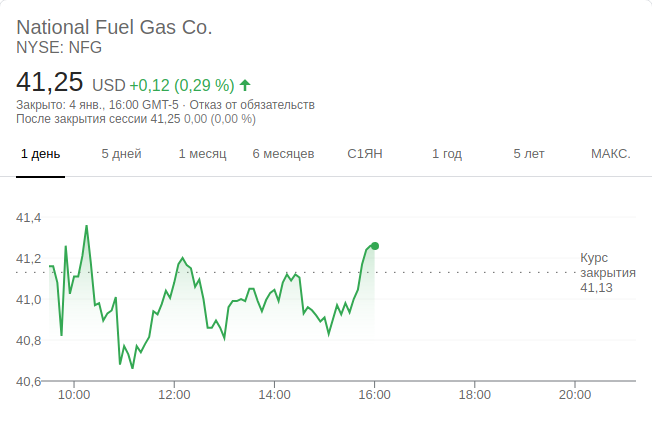 National Fuel Gas Co.
NYSE: NFG
41,25 USD +0,12 (0,29 %)
Закрыто: 4 янв., 16:00 GMT-5 · Отказ от обязательств
После закрытия сессии 41,25 0,00 (0,00 %)
1 день 5 дней 1 месяц 6 месяцев С1ЯН 1 год 5 лет МАКС.
41,4
41,2
41,0
40,8
40,6
Курс
закрытия
41,13
10:00 12:00 14:00 16:00 18:00 20:00